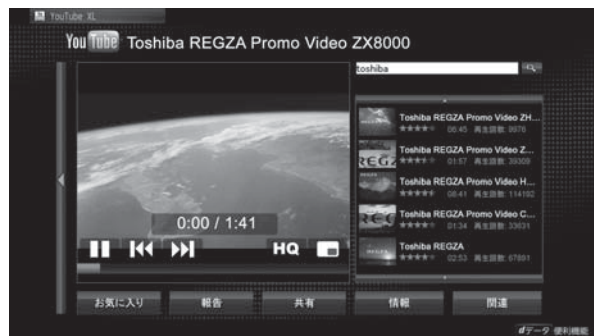 YouTube XL
YouTube Toshiba REGZA Promo Video ZX8000
toshiba
Toshiba REGZA Promo Video ZH...
06:45 再生回数: 9976
Toshiba REGZA Promo Video Z...
01:57 再生回数: 39309
Toshiba REGZA Promo Video H...
06:41 再生回数: 114192
Toshiba REGZA Promo Video C...
01:34 再生回数: 33631
Toshiba REGZA
02:53 再生回数: 67891
0:00 / 1:41
HQ
お気に入り 報告 共有 情報 関連
dデータ 便利機能